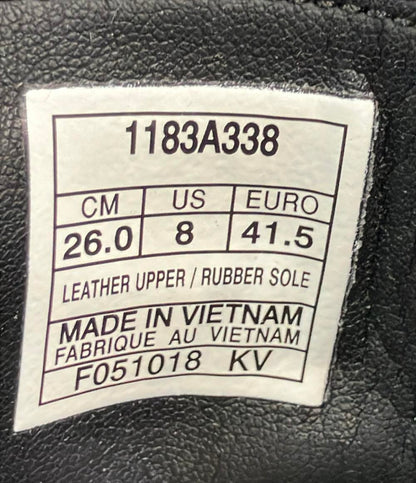 1183A338
CM US EURO
26.0 8 41.5
LEATHER UPPER / RUBBER SOLE
MADE IN VIETNAM
FABRIQUE AU VIETNAM
F051018 KV